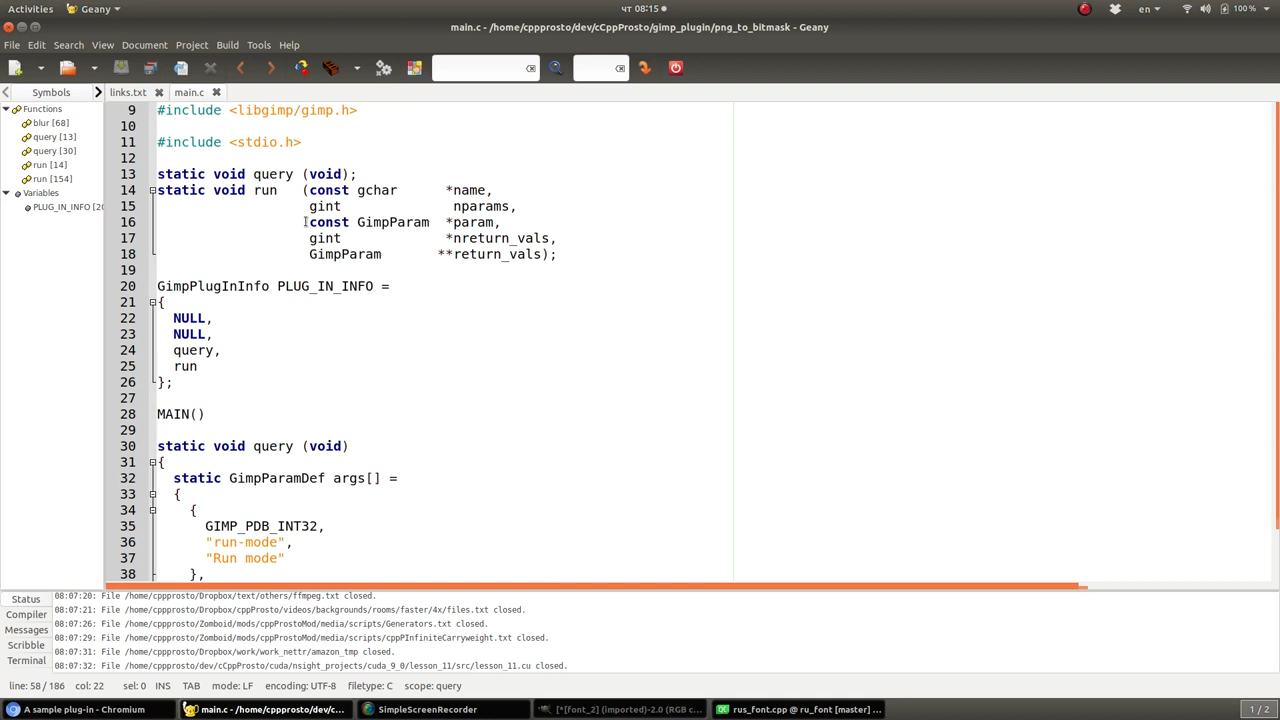 Activities Geany чт 08:15 en 100 %
main.c - /home/cppprosto/dev/cCppProsto/gimp_plugin/png_to_bitmask - Geany
File Edit Search View Document Project Build Tools Help
Symbols links.txt main.c
Functions
blur [68]
query [13]
query [30]
run [14]
run [154]
Variables
PLUG_IN_INFO [20
9 #include <libgimp/gimp.h>
10
11 #include <stdio.h>
12
13 static void query (void);
14 static void run (const gchar *name,
15 gint nparams,
16 const GimpParam *param,
17 gint *nreturn_vals,
18 GimpParam **return_vals);
19
20 GimpPlugInInfo PLUG_IN_INFO =
21 {
22 NULL,
23 NULL,
24 query,
25 run
26 };
27
28 MAIN()
29
30 static void query (void)
31 {
32 static GimpParamDef args[] =
33 {
34 {
35 GIMP_PDB_INT32,
36 "run-mode",
37 "Run mode"
38 },
Status
Compiler
Messages
Scribble
Terminal
08:07:20: File /home/cppprosto/Dropbox/text/others/ffmpeg.txt closed.
08:07:21: File /home/cppprosto/Dropbox/cppProsto/videos/backgrounds/rooms/faster/4x/files.txt closed.
08:07:26: File /home/cppprosto/Zomboid/mods/cppProstoMod/media/scripts/Generators.txt closed.
08:07:29: File /home/cppprosto/Zomboid/mods/cppProstoMod/media/scripts/cppPInfiniteCarryweight.txt closed.
08:07:31: File /home/cppprosto/Dropbox/work/work_nettr/amazon_tmp closed.
08:07:32: File /home/cppprosto/dev/cCppProsto/cuda/nsight_projects/cuda_9_0/lesson_11/src/lesson_11.cu closed.
line: 58 / 186 col: 22 sel: 0 INS TAB mode: LF encoding: UTF-8 filetype: C scope: query
A sample plug-in - Chromium main.c - /home/cppprosto/dev/c... SimpleScreenRecorder [*[font_2] (imported)-2.0 (RGB c... rus_font.cpp @ ru_font [master] ... 1 / 2